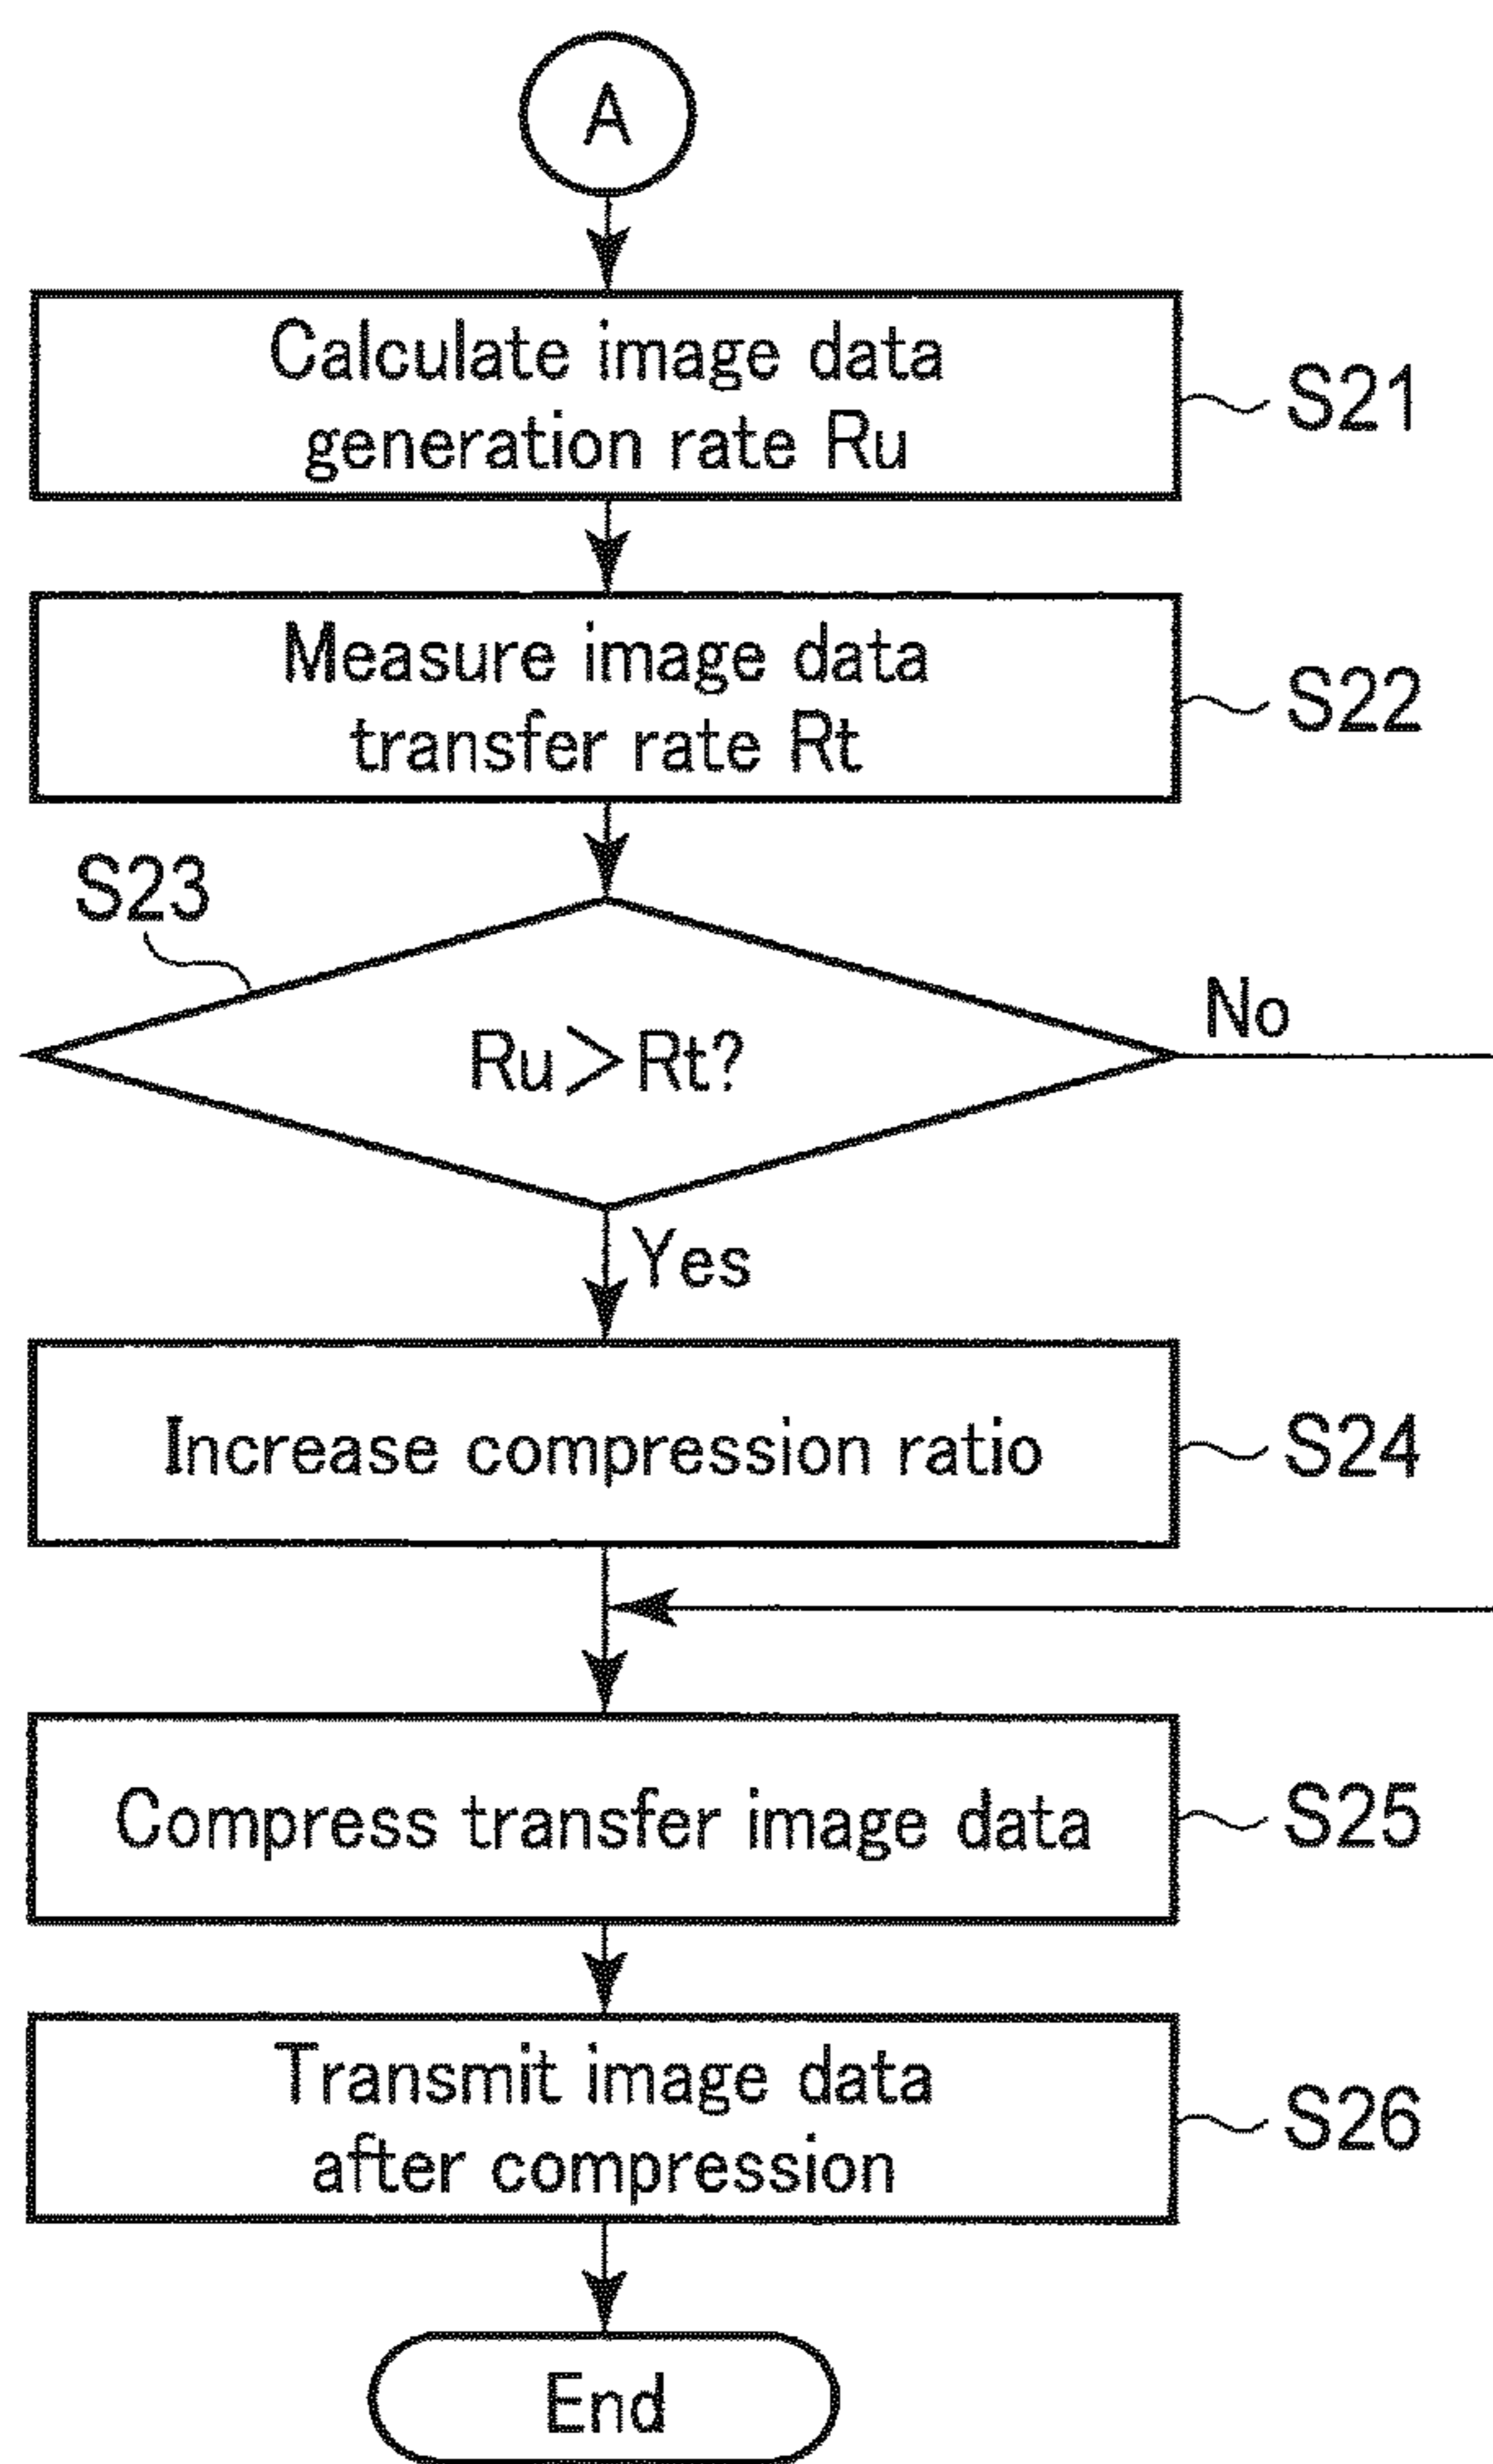 A
Calculate image data
generation rate Ru
S21
Measure image data
transfer rate Rt
S22
S23
Ru>Rt?
No
Yes
Increase compression ratio
S24
Compress transfer image data
S25
Transmit image data
after compression
S26
End